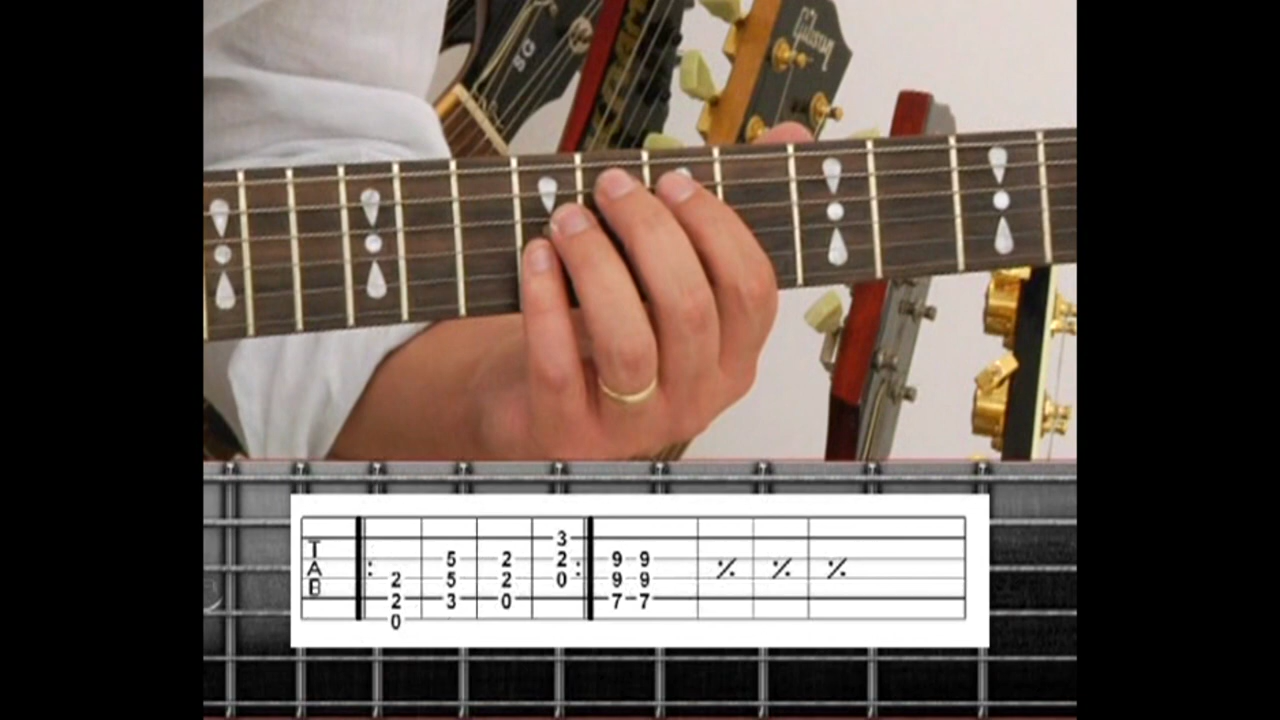 SG
Gibson
3
T 5 2 2 9 9
A 2 5 2 0 9 9
B 2 3 0 7 7
0